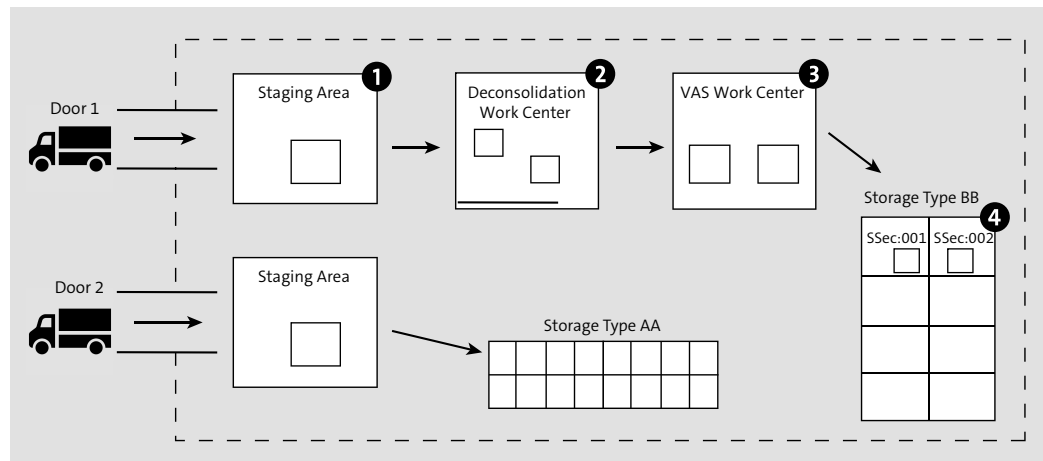 Door 1
Staging Area
1
Deconsolidation
Work Center
2
VAS Work Center
3
Storage Type BB
4
SSec:001
SSec:002
Door 2
Staging Area
Storage Type AA